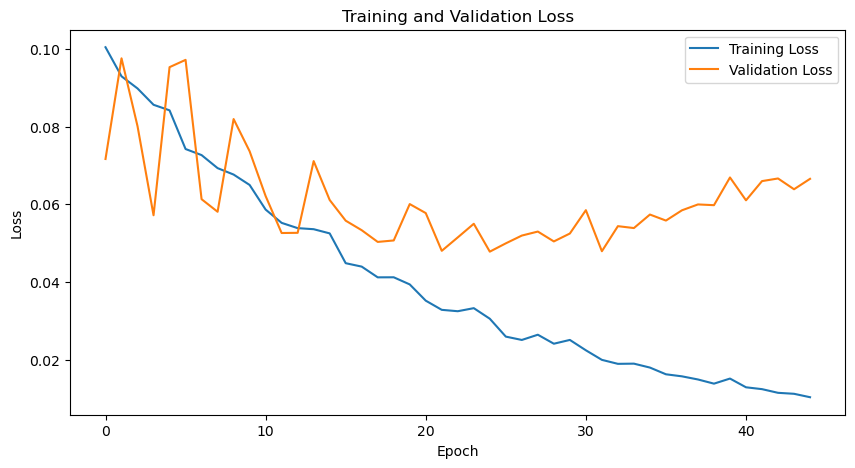 Training and Validation Loss
Training Loss
Validation Loss
0.10
0.08
0.06
0.04
0.02
Loss
0
10
20
30
40
Epoch